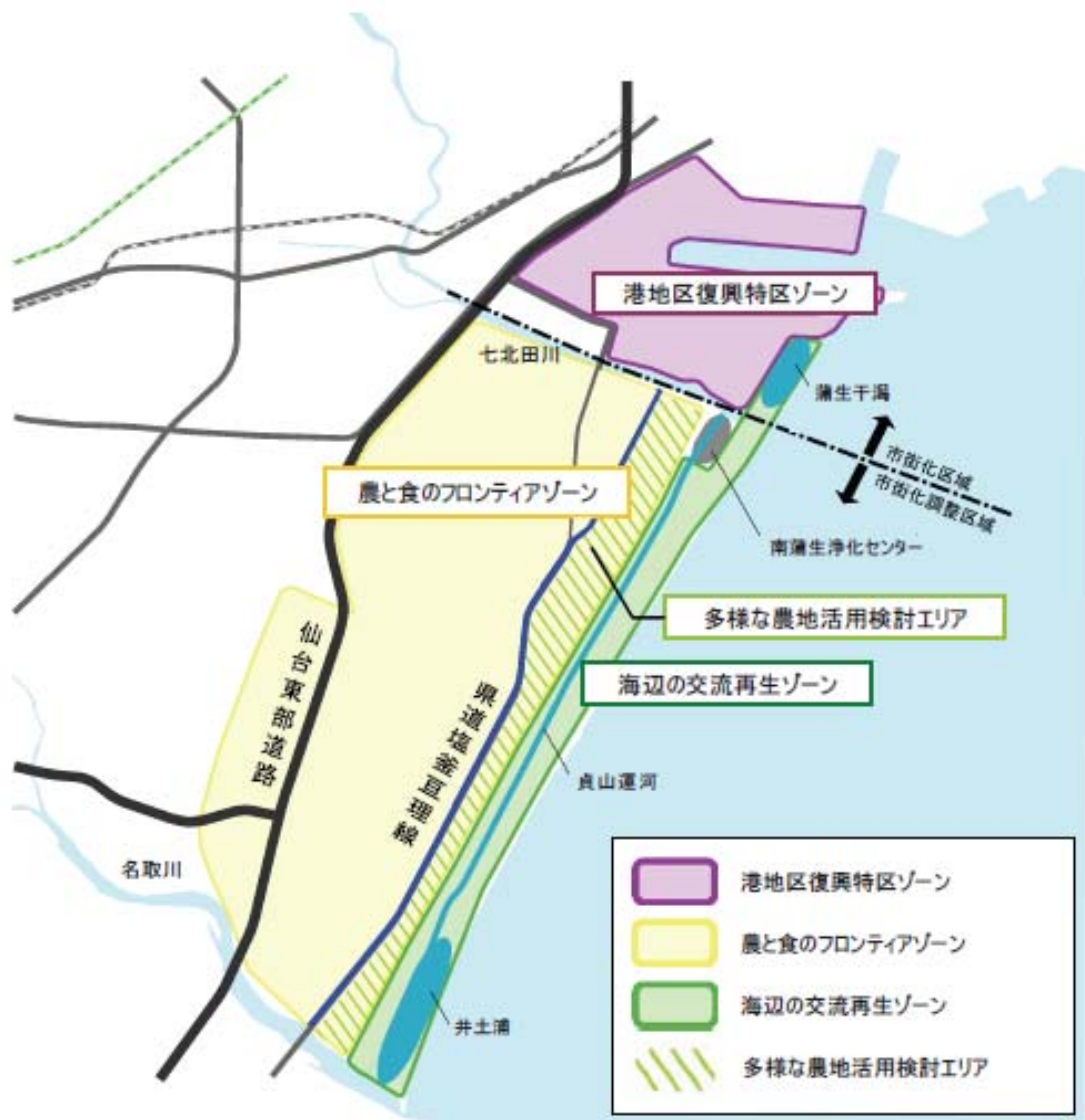 港地区復興特区ゾーン
七北田川
蒲生干潟
市街化区域
市街化調整区域
農と食のフロンティアゾーン
南蒲生浄化センター
多様な農地活用検討エリア
海辺の交流再生ゾーン
仙台東部道路
県道塩釜亘理線
貞山運河
名取川
井土浦
港地区復興特区ゾーン
農と食のフロンティアゾーン
海辺の交流再生ゾーン
多様な農地活用検討エリア